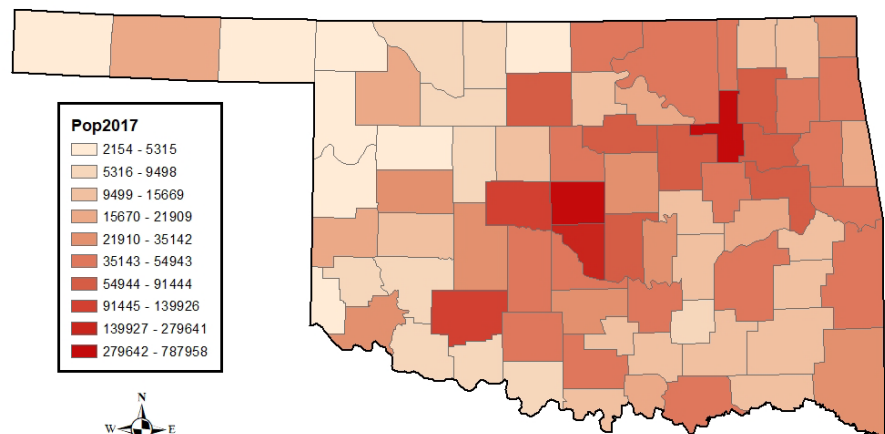 Pop2017
2154 - 5315
5316 - 9498
9499 - 15669
15670 - 21909
21910 - 35142
35143 - 54943
54944 - 91444
91445 - 139926
139927 - 279641
279642 - 787958
N
W E